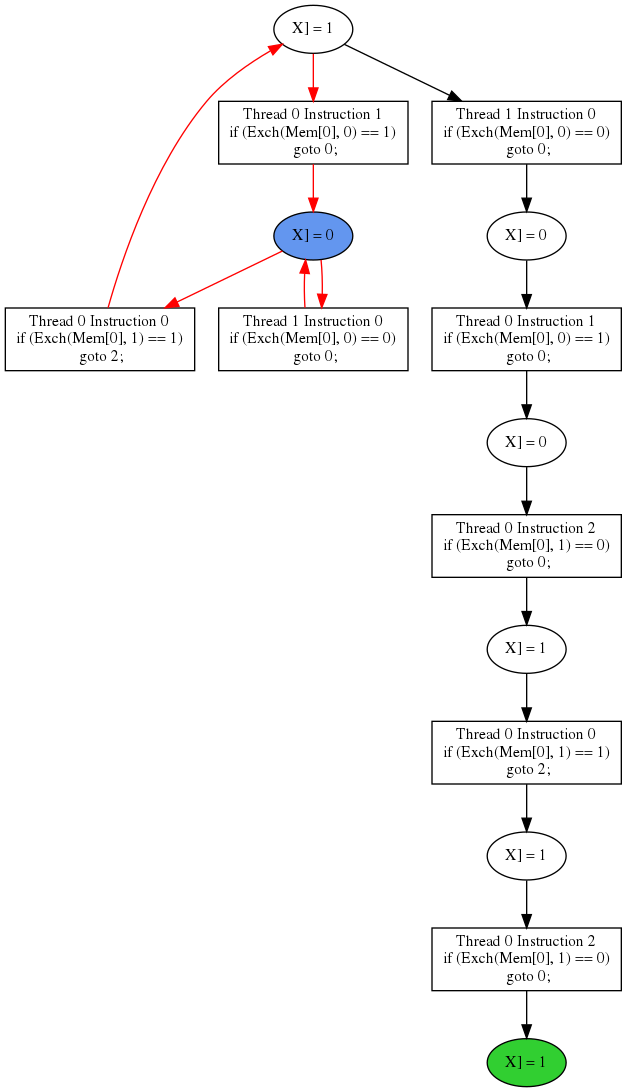 X] = 1
Thread 0 Instruction 1
if (Exch(Mem[0], 0) == 1)
goto 0;
Thread 1 Instruction 0
if (Exch(Mem[0], 0) == 0)
goto 0;
X] = 0
X] = 0
Thread 0 Instruction 0
if (Exch(Mem[0], 1) == 1)
goto 2;
Thread 1 Instruction 0
if (Exch(Mem[0], 0) == 0)
goto 0;
Thread 0 Instruction 1
if (Exch(Mem[0], 0) == 1)
goto 0;
X] = 0
Thread 0 Instruction 2
if (Exch(Mem[0], 1) == 0)
goto 0;
X] = 1
Thread 0 Instruction 0
if (Exch(Mem[0], 1) == 1)
goto 2;
X] = 1
Thread 0 Instruction 2
if (Exch(Mem[0], 1) == 0)
goto 0;
X] = 1